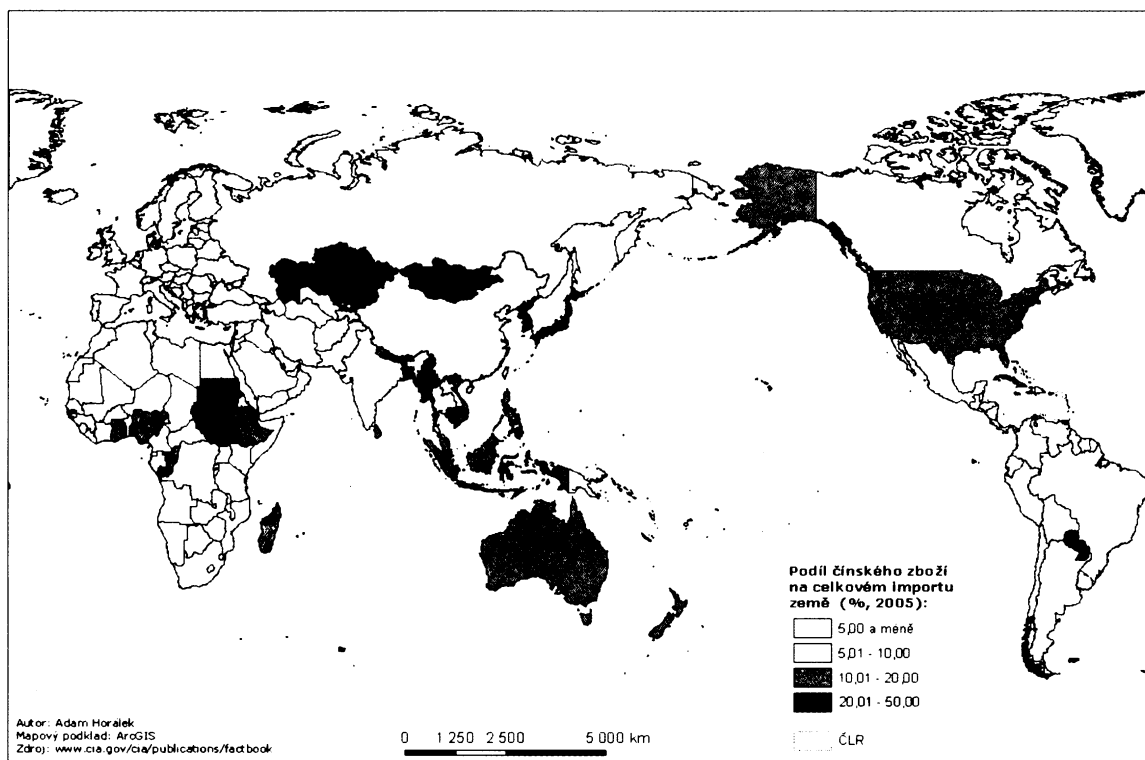 Podíl čínského zboží
na celkovém importu
země (%, 2005):
5,00 a méně
5,01 - 10,00
10,01 - 20,00
20,01 - 50,00
ČLR
Autor: Adam Horálek
Mapový podklad: ArcGIS
Zdroj: www.cia.gov/cia/publications/factbook
0 1 250 2 500 5 000 km